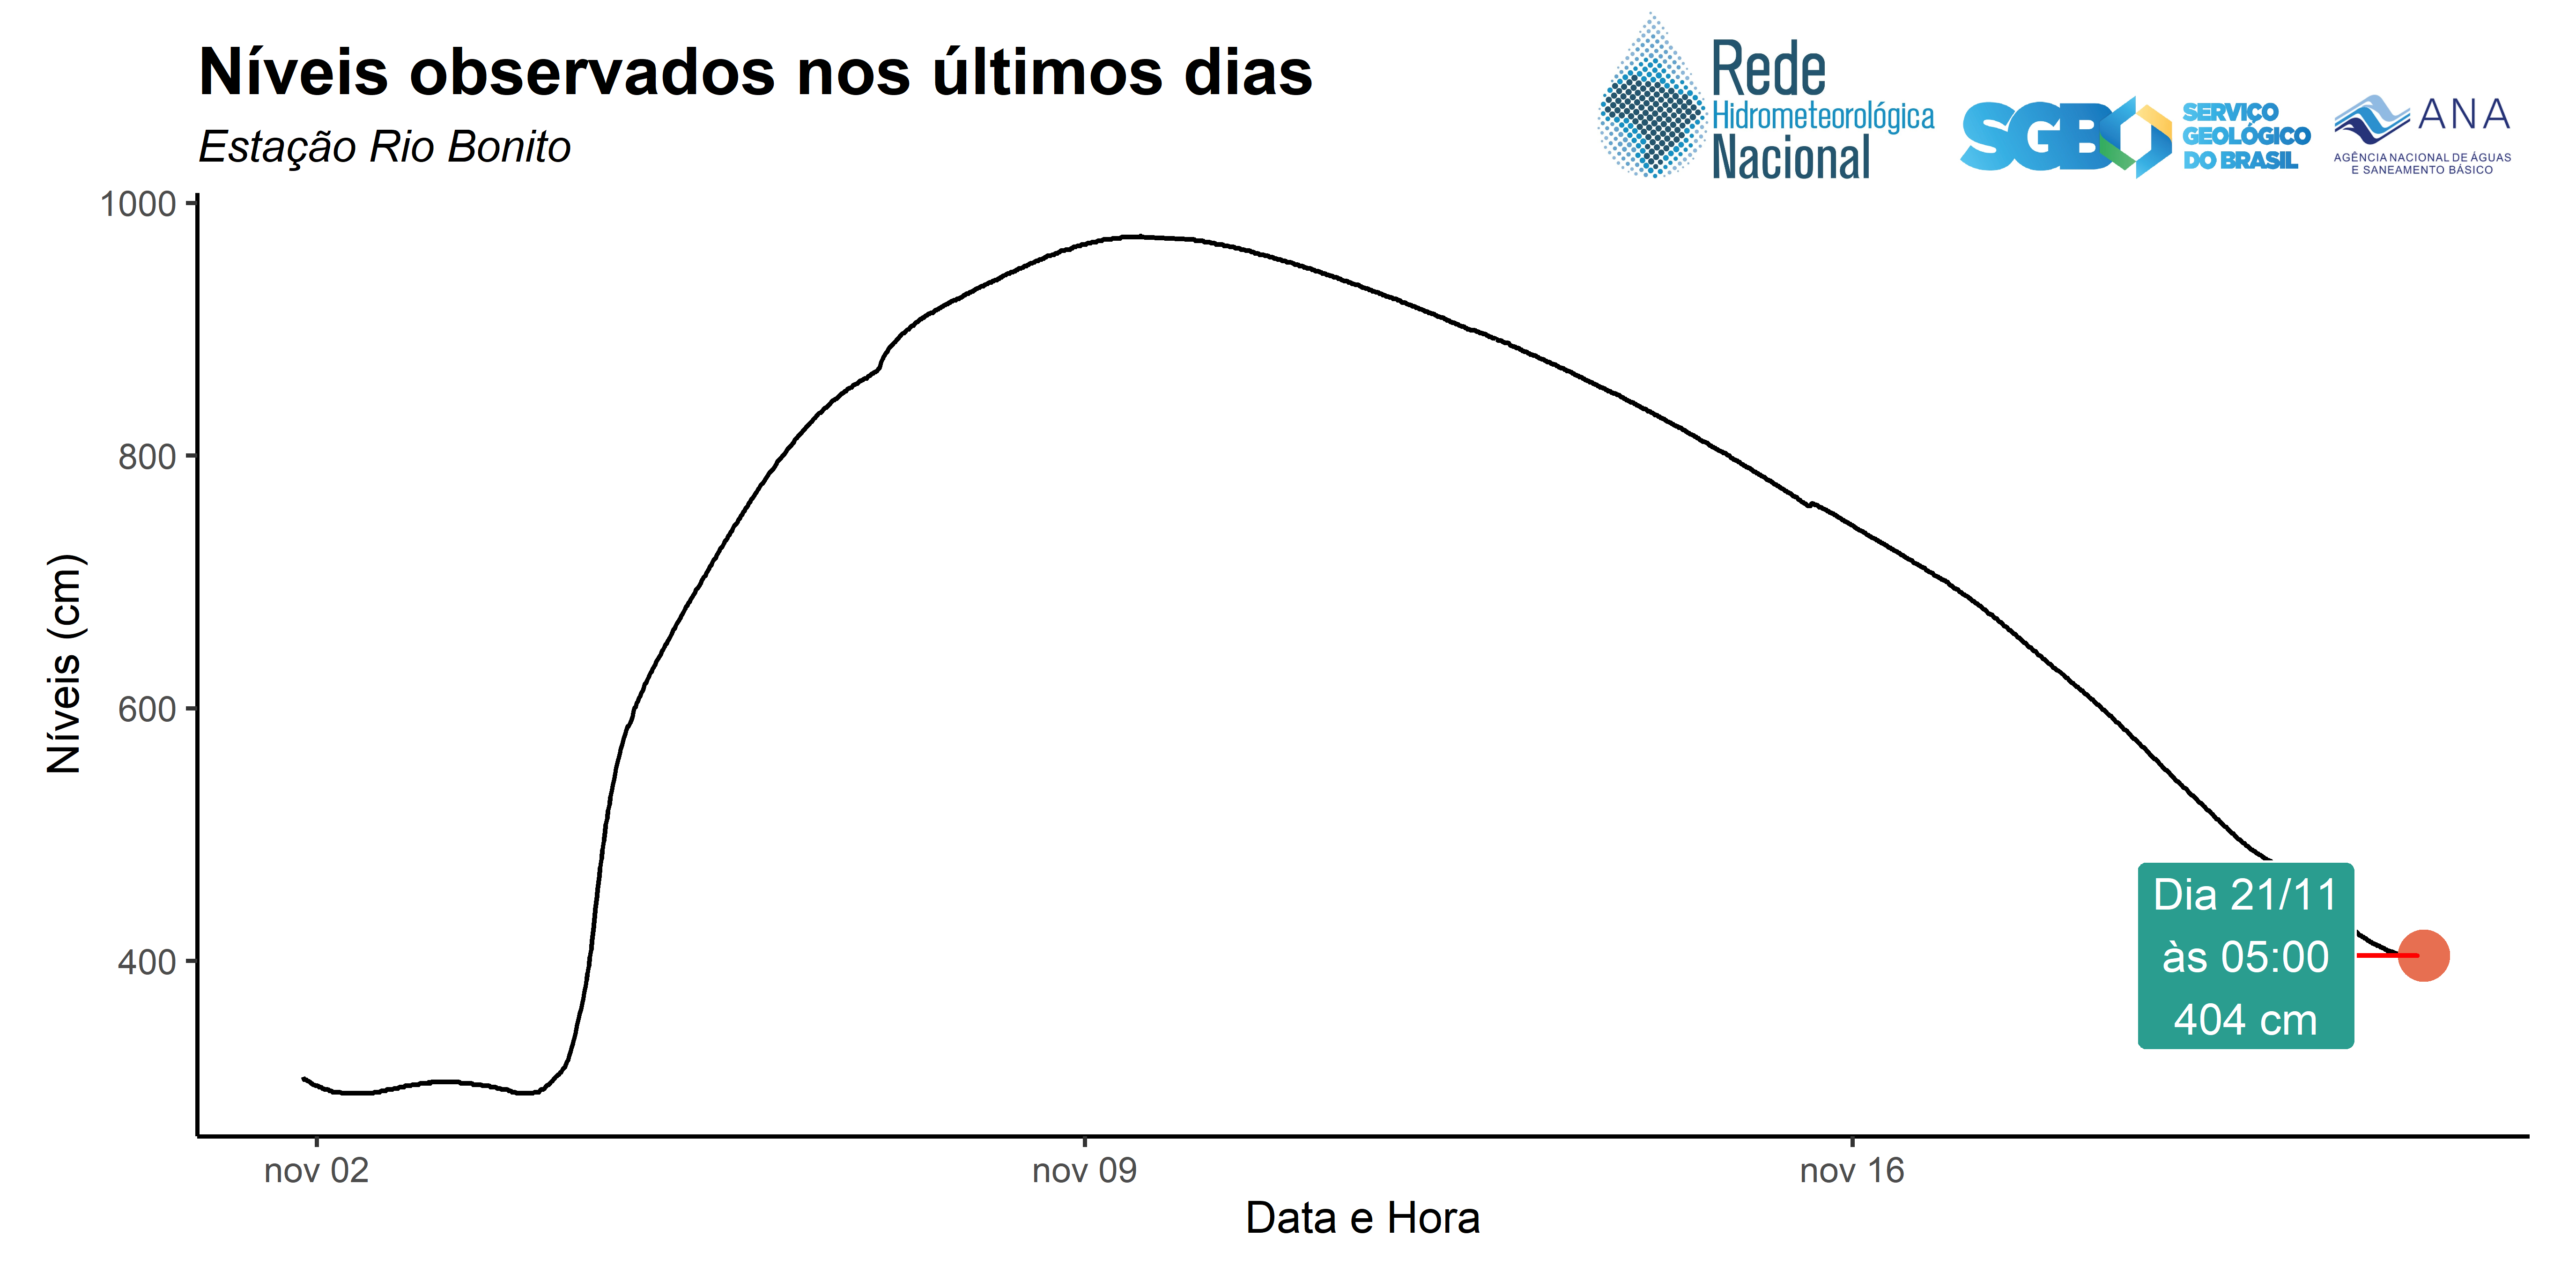 Níveis observados nos últimos dias
Estação Rio Bonito
Rede
Hidrometeorológica
Nacional
SGB
SERVIÇO
GEOLÓGICO
DO BRASIL
ANA
AGÊNCIA NACIONAL DE ÁGUAS
E SANEAMENTO BÁSICO
1000
800
600
400
Níveis (cm)
Dia 21/11
às 05:00
404 cm
nov 02
nov 09
nov 16
Data e Hora